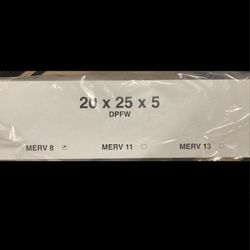 20 x 25 x 5
DPFW
MERV 8 ☑ MERV 11 ☐ MERV 13 ☐